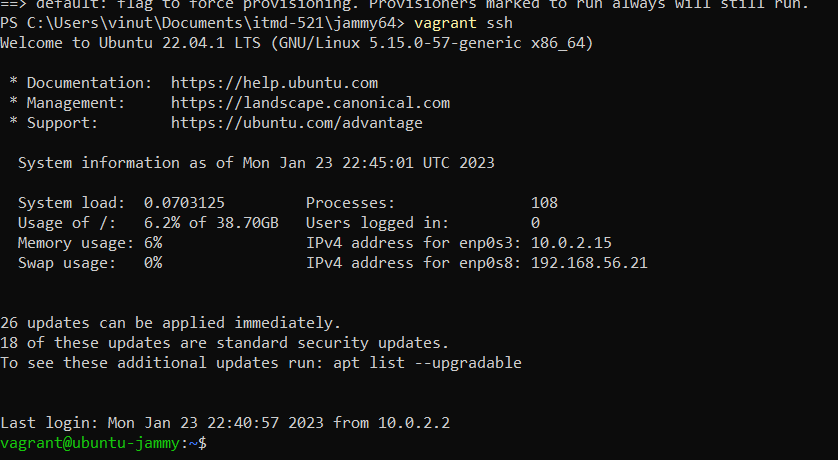 ==> default: flag to force provisioning. Provisioners marked to run always will still run.
PS C:\Users\vinut\Documents\itmd-521\jammy64> vagrant ssh
Welcome to Ubuntu 22.04.1 LTS (GNU/Linux 5.15.0-57-generic x86_64)

 * Documentation:  https://help.ubuntu.com
 * Management:     https://landscape.canonical.com
 * Support:        https://ubuntu.com/advantage

  System information as of Mon Jan 23 22:45:01 UTC 2023

  System load:  0.0703125         Processes:               108
  Usage of /:   6.2% of 38.70GB   Users logged in:         0
  Memory usage: 6%                IPv4 address for enp0s3: 10.0.2.15
  Swap usage:   0%                IPv4 address for enp0s8: 192.168.56.21


26 updates can be applied immediately.
18 of these updates are standard security updates.
To see these additional updates run: apt list --upgradable


Last login: Mon Jan 23 22:40:57 2023 from 10.0.2.2
vagrant@ubuntu-jammy:~$